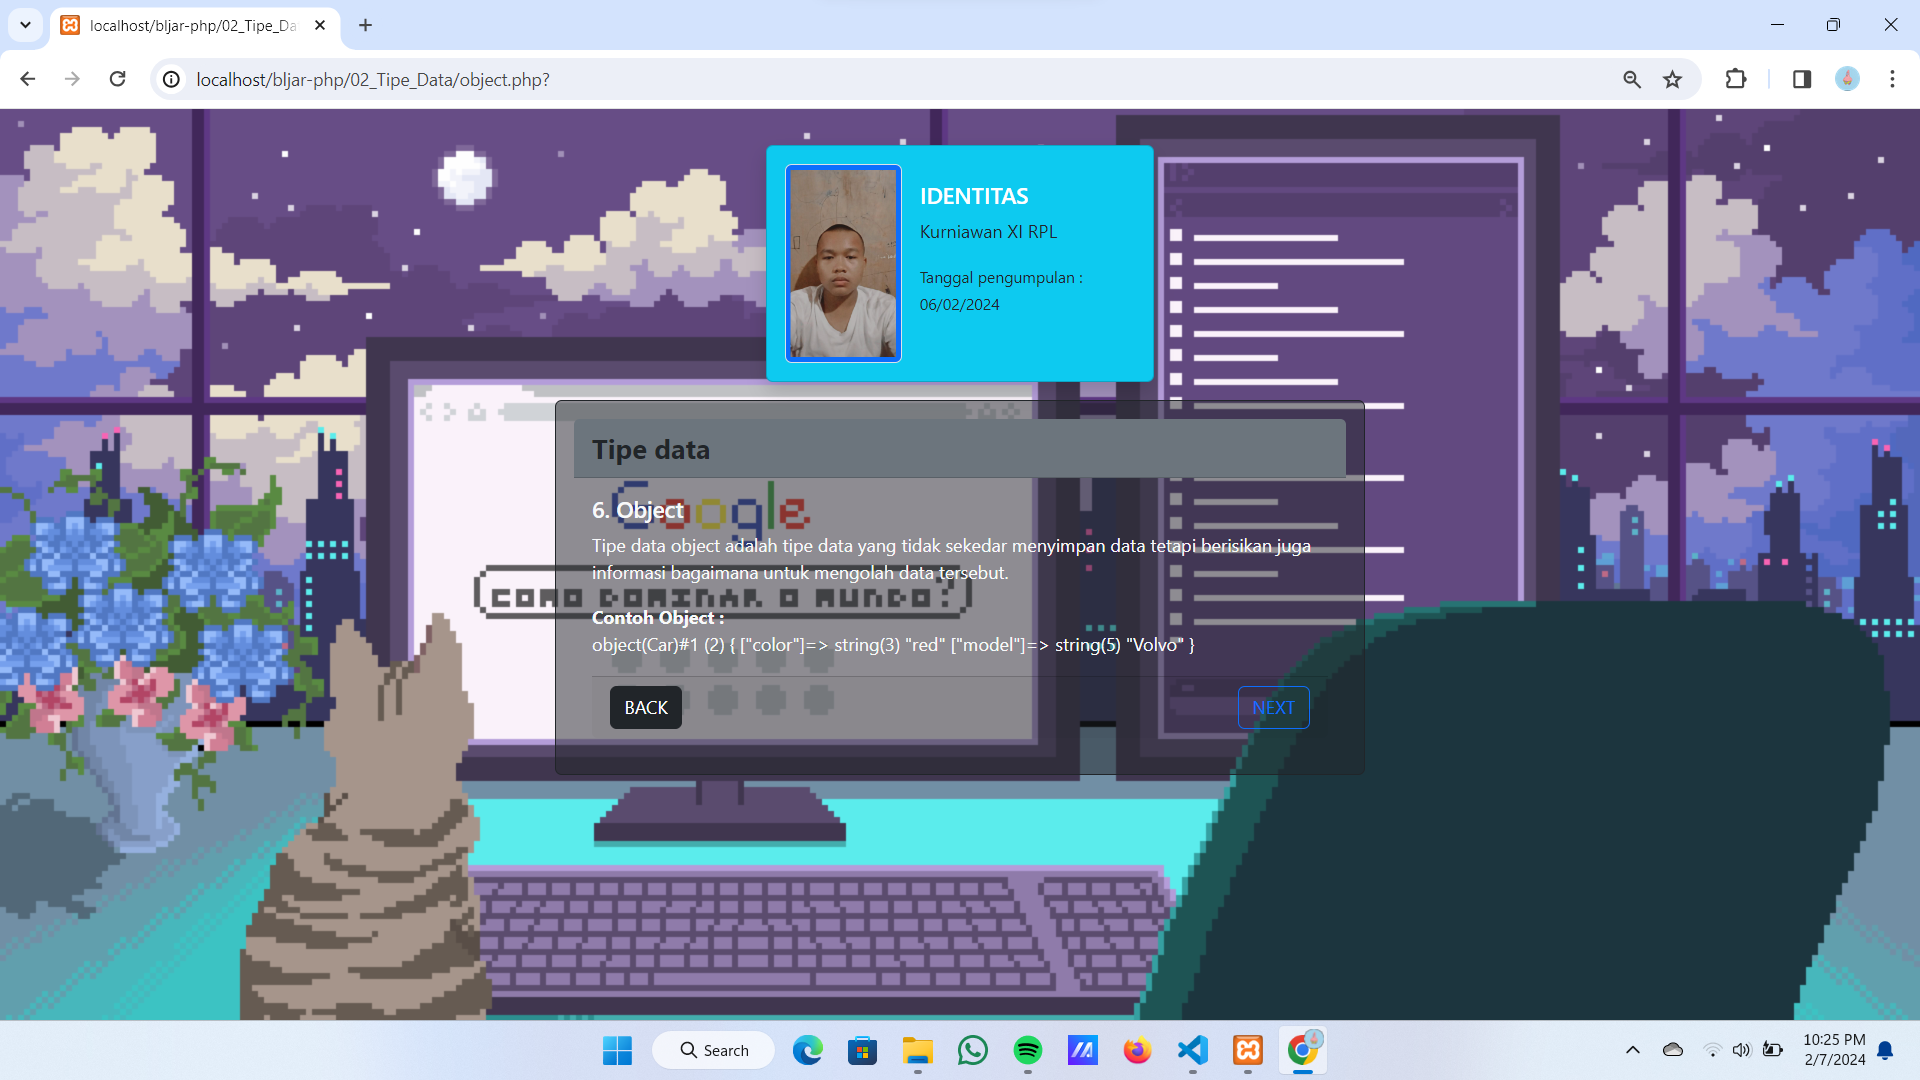 localhost/bljar-php/02_Tipe_Da
localhost/bljar-php/02_Tipe_Data/object.php?
IDENTITAS
Kurniawan XI RPL
Tanggal pengumpulan :
06/02/2024
Tipe data
Google
6. Object
Tipe data object adalah tipe data yang tidak sekedar menyimpan data tetapi berisikan juga
informasi bagaimana untuk mengolah data tersebut.
COMO DOMINAR O MUNDO?
Contoh Object :
object(Car)#1 (2) { ["color"]=> string(3) "red" ["model"]=> string(5) "Volvo" }
BACK
NEXT
Search
10:25 PM
2/7/2024